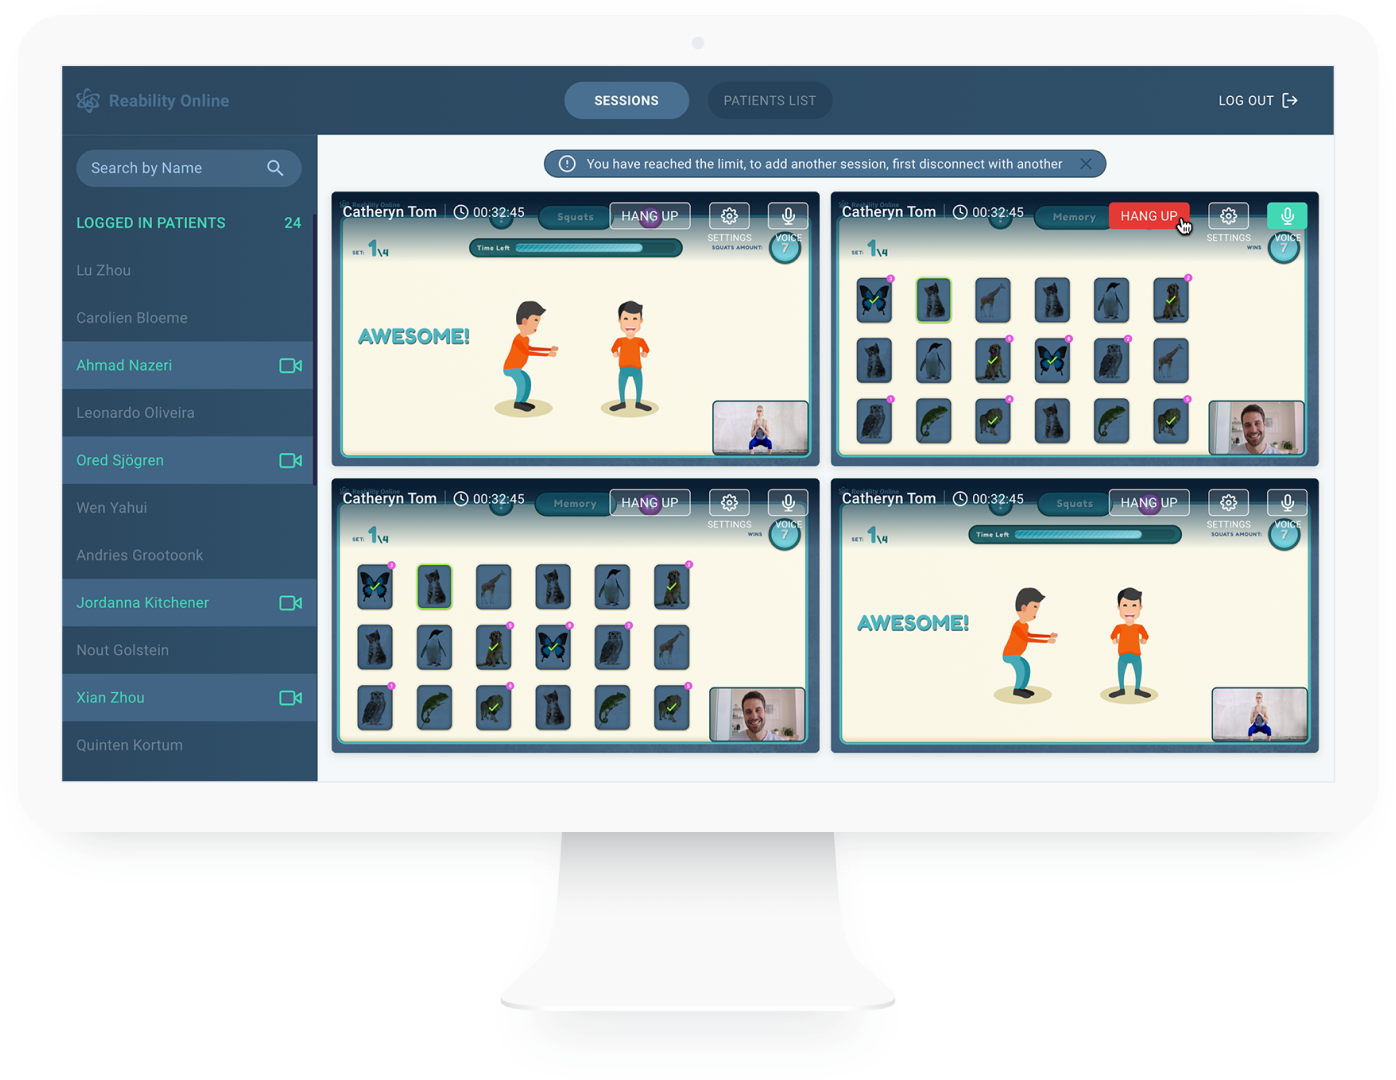 Reability Online
SESSIONS
PATIENTS LIST
LOG OUT
Search by Name
LOGGED IN PATIENTS 24
Lu Zhou
Carolien Bloeme
Ahmad Nazeri
Leonardo Oliveira
Ored Sjögren
Wen Yahui
Andries Grootoonk
Jordanna Kitchener
Nout Golstein
Xian Zhou
Quinten Kortum
You have reached the limit, to add another session, first disconnect with another
Catheryn Tom 00:32:45 Squats HANG UP
SETTINGS VOICE
SET: 1\4 Time Left SQUATS AMOUNT: 7
AWESOME!
Catheryn Tom 00:32:45 Memory HANG UP
SETTINGS VOICE
SET: 1\4 WINS 7
Catheryn Tom 00:32:45 Memory HANG UP
SETTINGS VOICE
SET: 1\4 WINS 7
Catheryn Tom 00:32:45 Squats HANG UP
SETTINGS VOICE
SET: 1\4 Time Left SQUATS AMOUNT: 7
AWESOME!